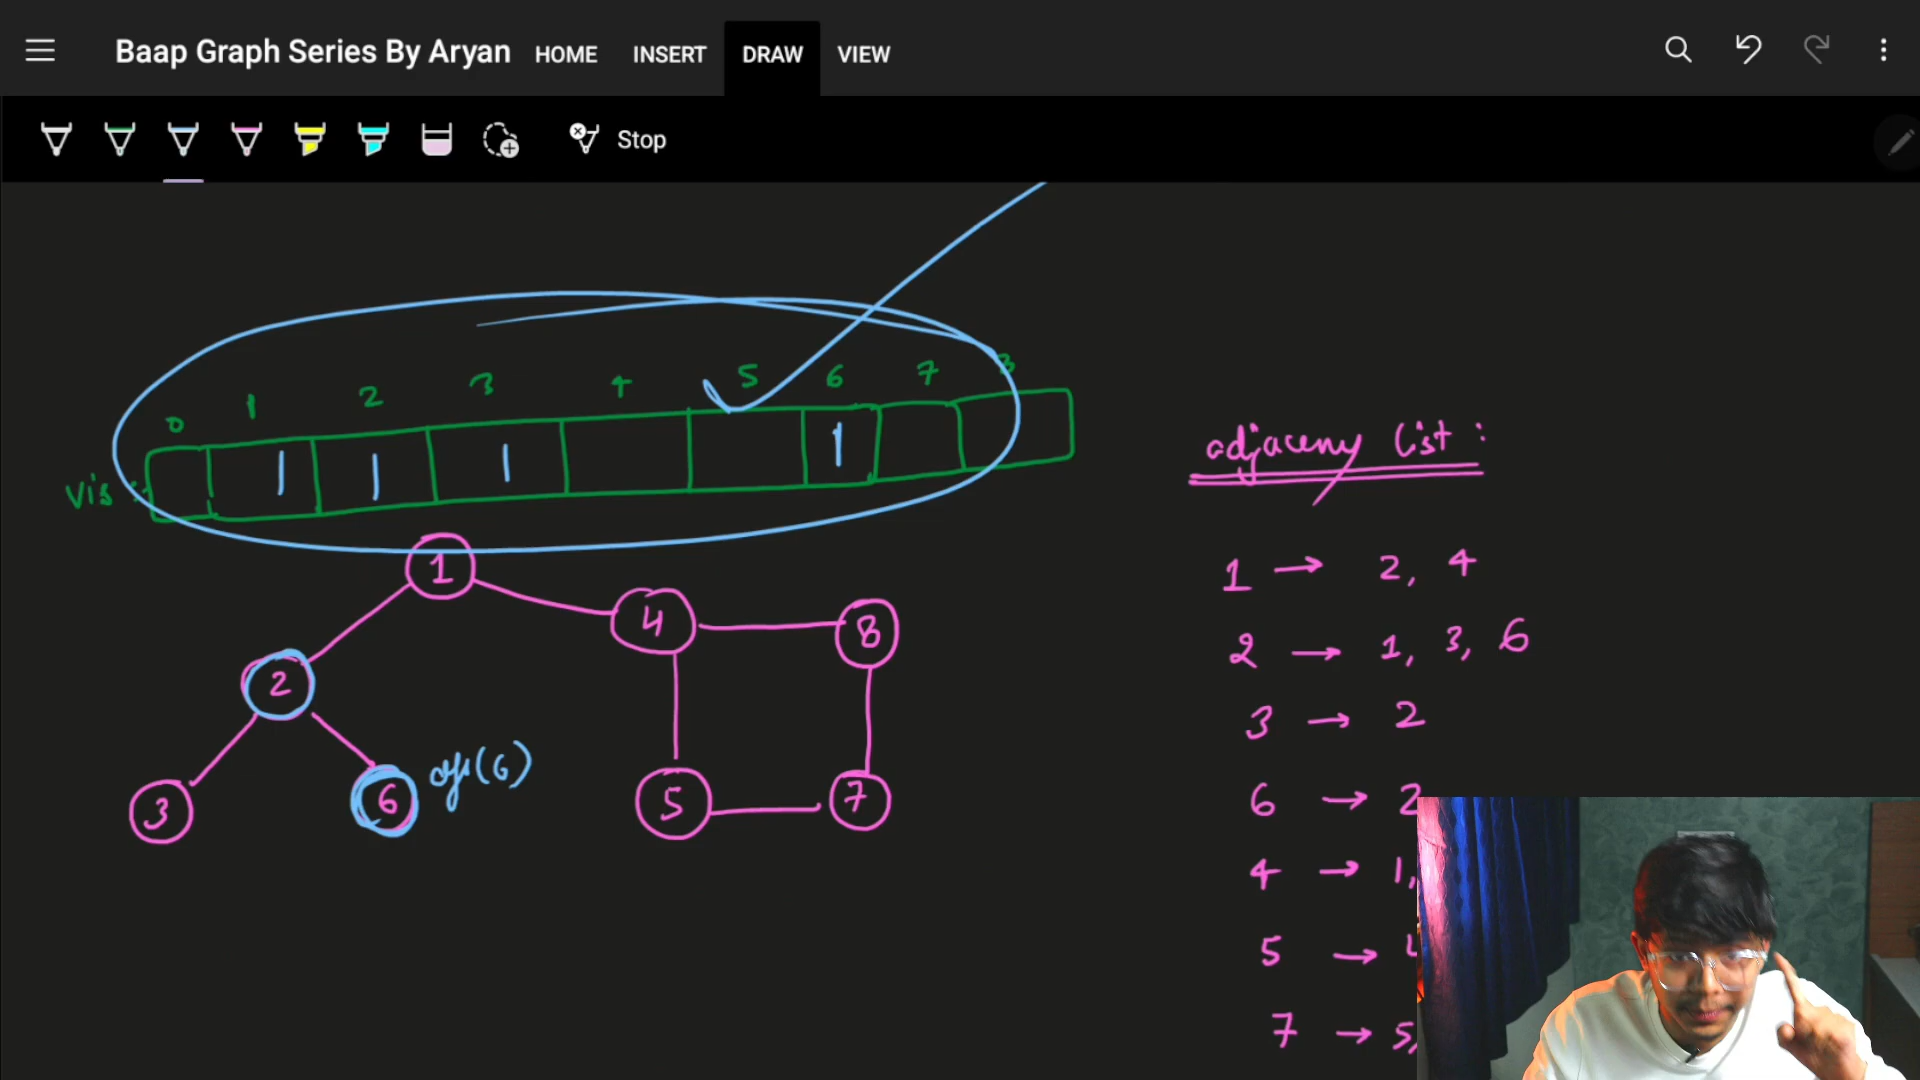 Baap Graph Series By Aryan HOME INSERT DRAW VIEW
Stop
0 1 2 3 4 5 6 7 8
vis : 1 1 1 1
adjaceny list :
1
4 8
2
dfs(6)
3 6 5 7
1 → 2, 4
2 → 1, 3, 6
3 → 2
6 → 2
4 → 1,
5 → 4
7 → 5,